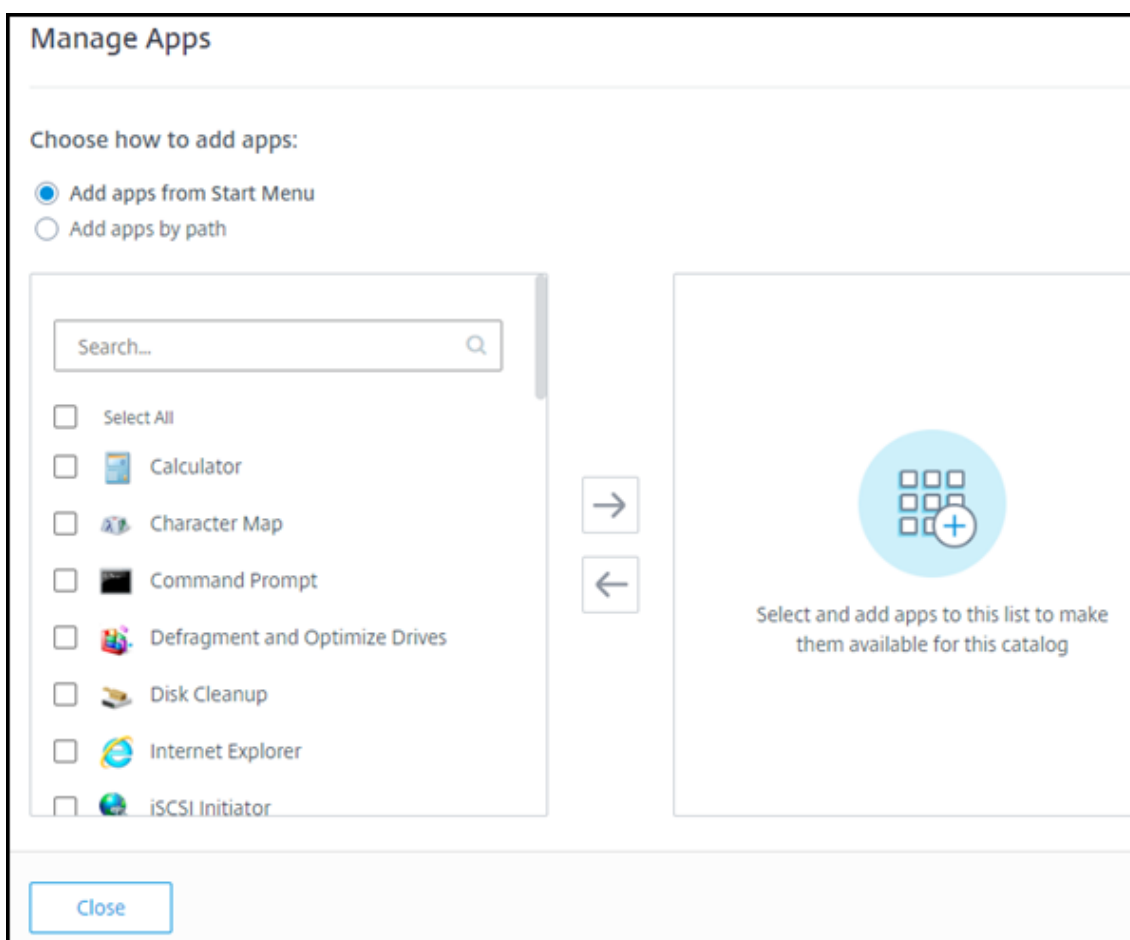 Manage Apps
Choose how to add apps:
Add apps from Start Menu
Add apps by path
Search...
Select All
Calculator
Character Map
Command Prompt
Defragment and Optimize Drives
Disk Cleanup
Internet Explorer
iSCSI Initiator
Select and add apps to this list to make
them available for this catalog
Close